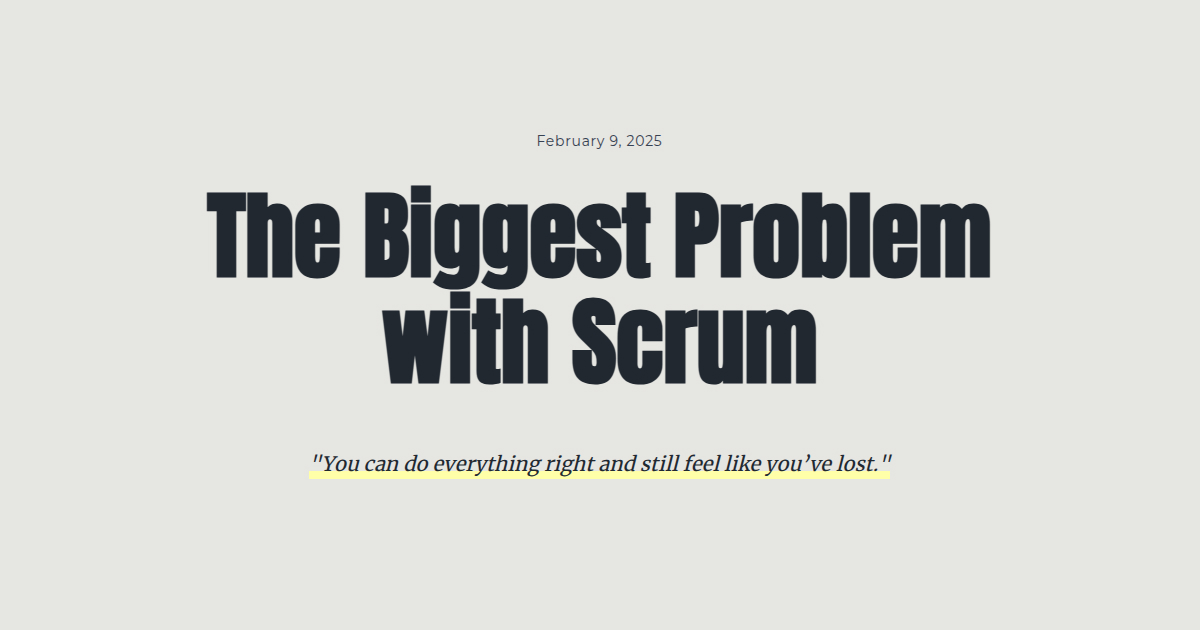 February 9, 2025
The Biggest Problem
with Scrum
"You can do everything right and still feel like you’ve lost."